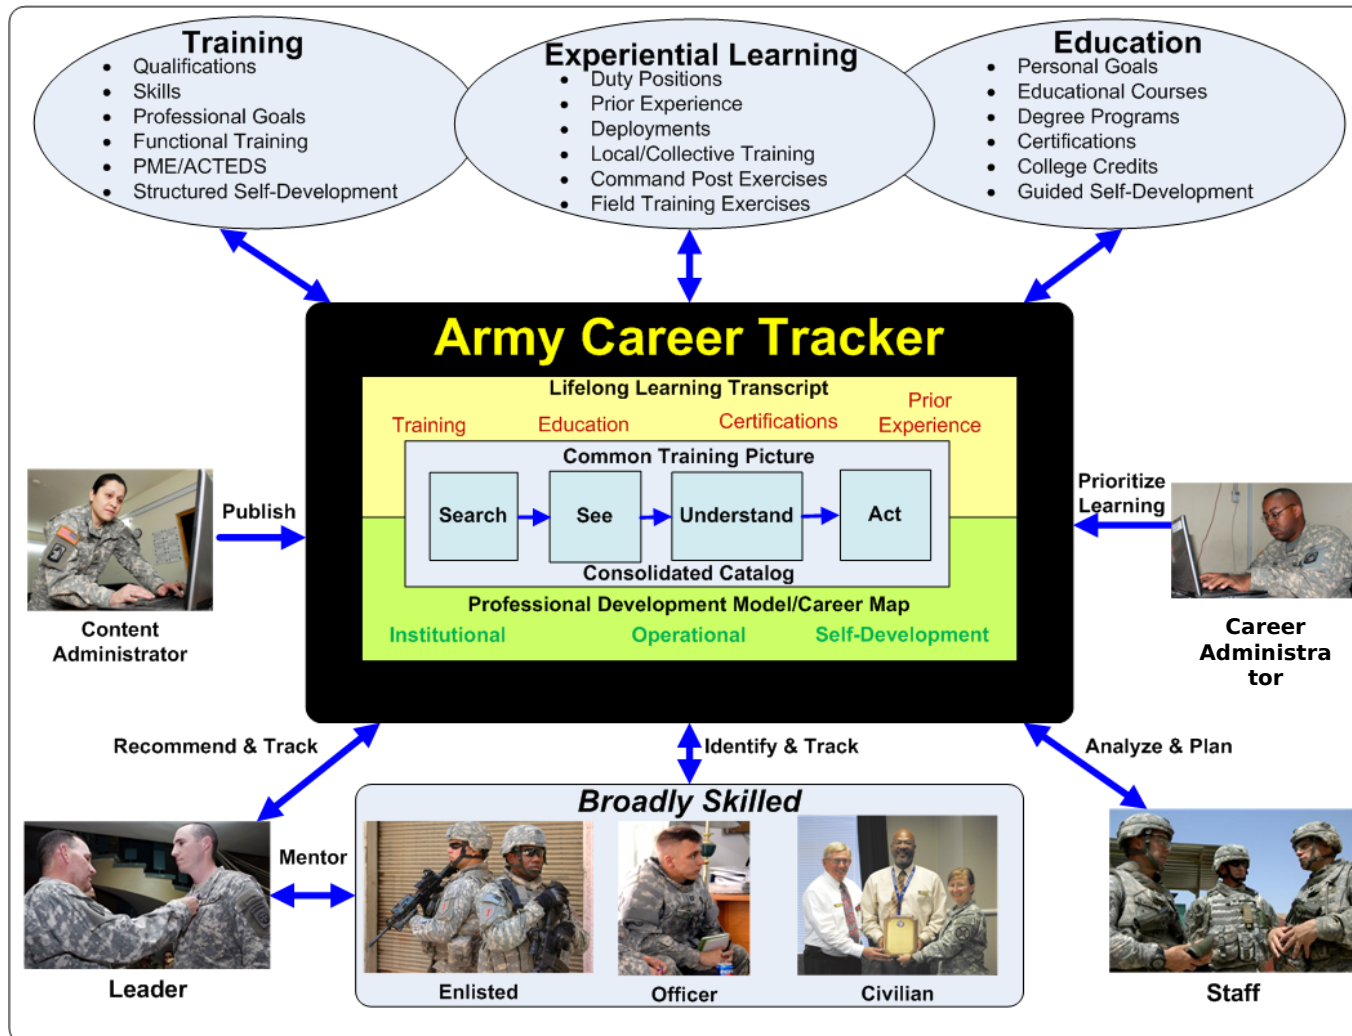 Training
• Qualifications
• Skills
• Professional Goals
• Functional Training
• PME/ACTEDS
• Structured Self-Development
Experiential Learning
• Duty Positions
• Prior Experience
• Deployments
• Local/Collective Training
• Command Post Exercises
• Field Training Exercises
Education
• Personal Goals
• Educational Courses
• Degree Programs
• Certifications
• College Credits
• Guided Self-Development
Army Career Tracker
Lifelong Learning Transcript
Training
Education
Certifications
Prior
Experience
Common Training Picture
Search
See
Understand
Act
Consolidated Catalog
Professional Development Model/Career Map
Institutional
Operational
Self-Development
Publish
Content
Administrator
Prioritize
Learning
Career
Administra
tor
Recommend & Track
Identify & Track
Analyze & Plan
Mentor
Leader
Broadly Skilled
Enlisted
Officer
Civilian
Staff